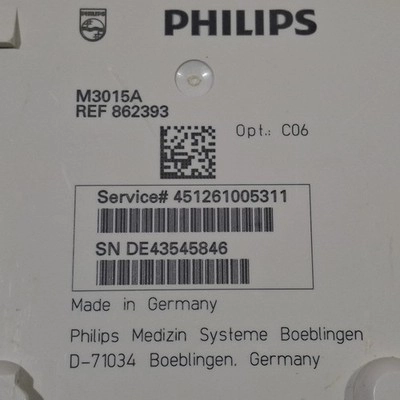 PHILIPS
PHILIPS
M3015A
REF 862393
Opt.: C06
Service# 451261005311
SN DE43545846
Made in Germany
Philips Medizin Systeme Boeblingen
D-71034 Boeblingen, Germany